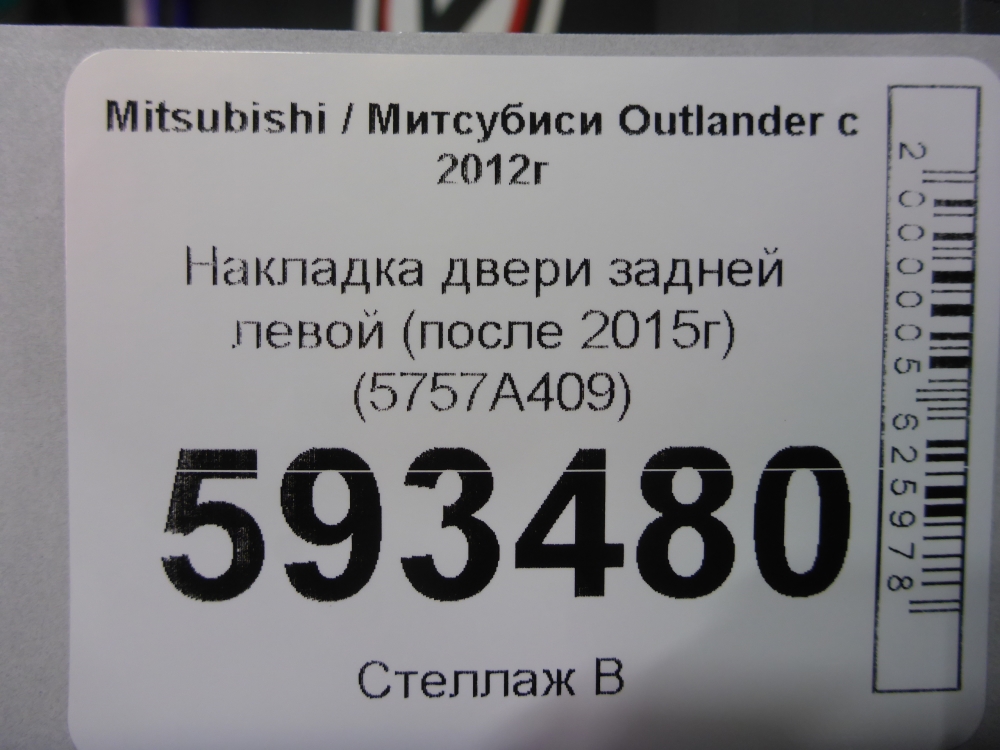 Mitsubishi / Митсубиси Outlander с
2012г
Накладка двери задней
левой (после 2015г)
(5757A409)
593480
Стеллаж В
2000005625978